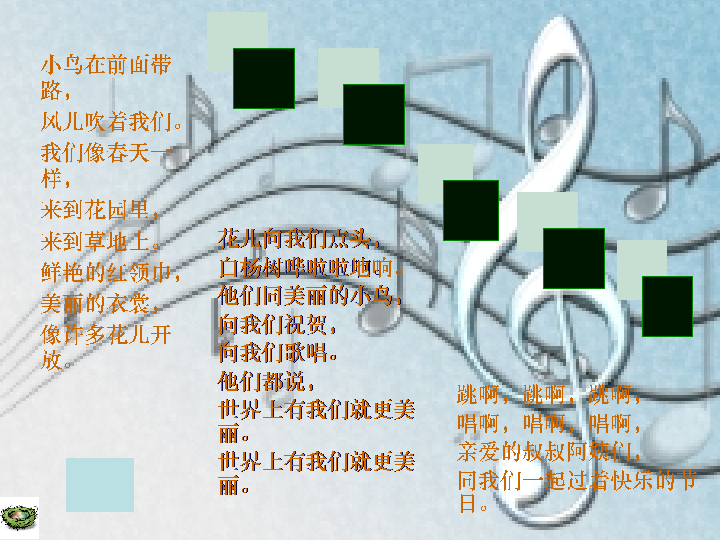 小鸟在前面带
路，
风儿吹着我们。
我们像春天一
样，
来到花园里，
来到草地上。
鲜艳的红领巾，
美丽的衣裳，
像许多花儿开
放。
花儿向我们点头，
白杨树哗啦啦地响。
他们同美丽的小鸟，
向我们祝贺，
向我们歌唱。
他们都说，
世界上有我们就更美
丽。
世界上有我们就更美
丽。
跳啊，跳啊，跳啊，
唱啊，唱啊，唱啊，
亲爱的叔叔阿姨们，
同我们一起过着快乐的节
日。